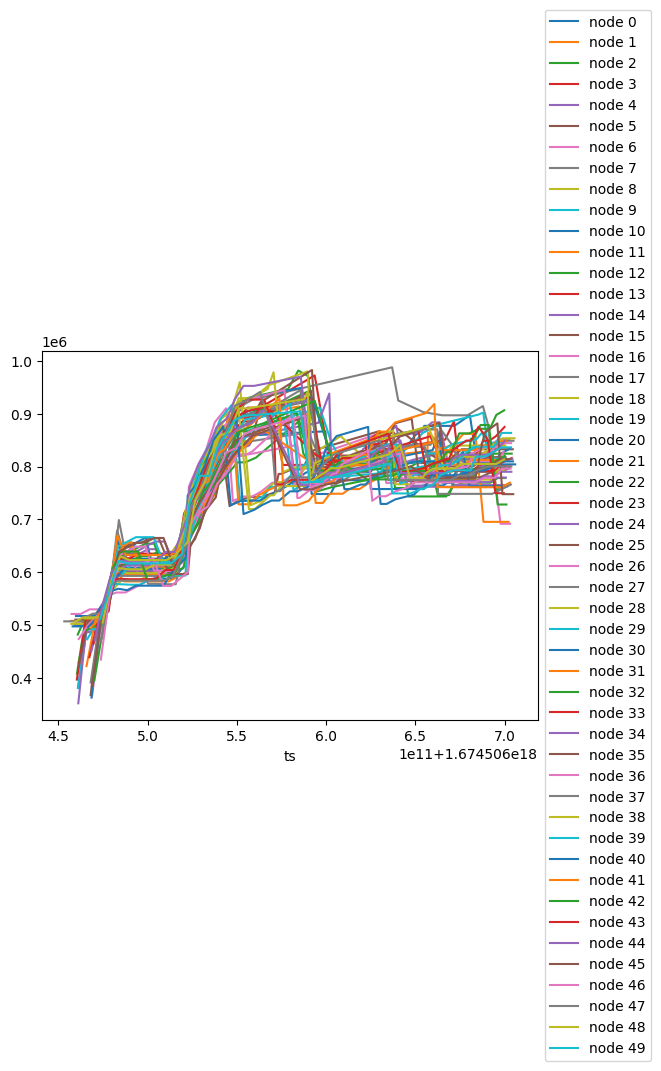 1e6
1.0
0.9
0.8
0.7
0.6
0.5
0.4
4.5 5.0 5.5 6.0 6.5 7.0
ts
1e11+1.674506e18
node 0
node 1
node 2
node 3
node 4
node 5
node 6
node 7
node 8
node 9
node 10
node 11
node 12
node 13
node 14
node 15
node 16
node 17
node 18
node 19
node 20
node 21
node 22
node 23
node 24
node 25
node 26
node 27
node 28
node 29
node 30
node 31
node 32
node 33
node 34
node 35
node 36
node 37
node 38
node 39
node 40
node 41
node 42
node 43
node 44
node 45
node 46
node 47
node 48
node 49